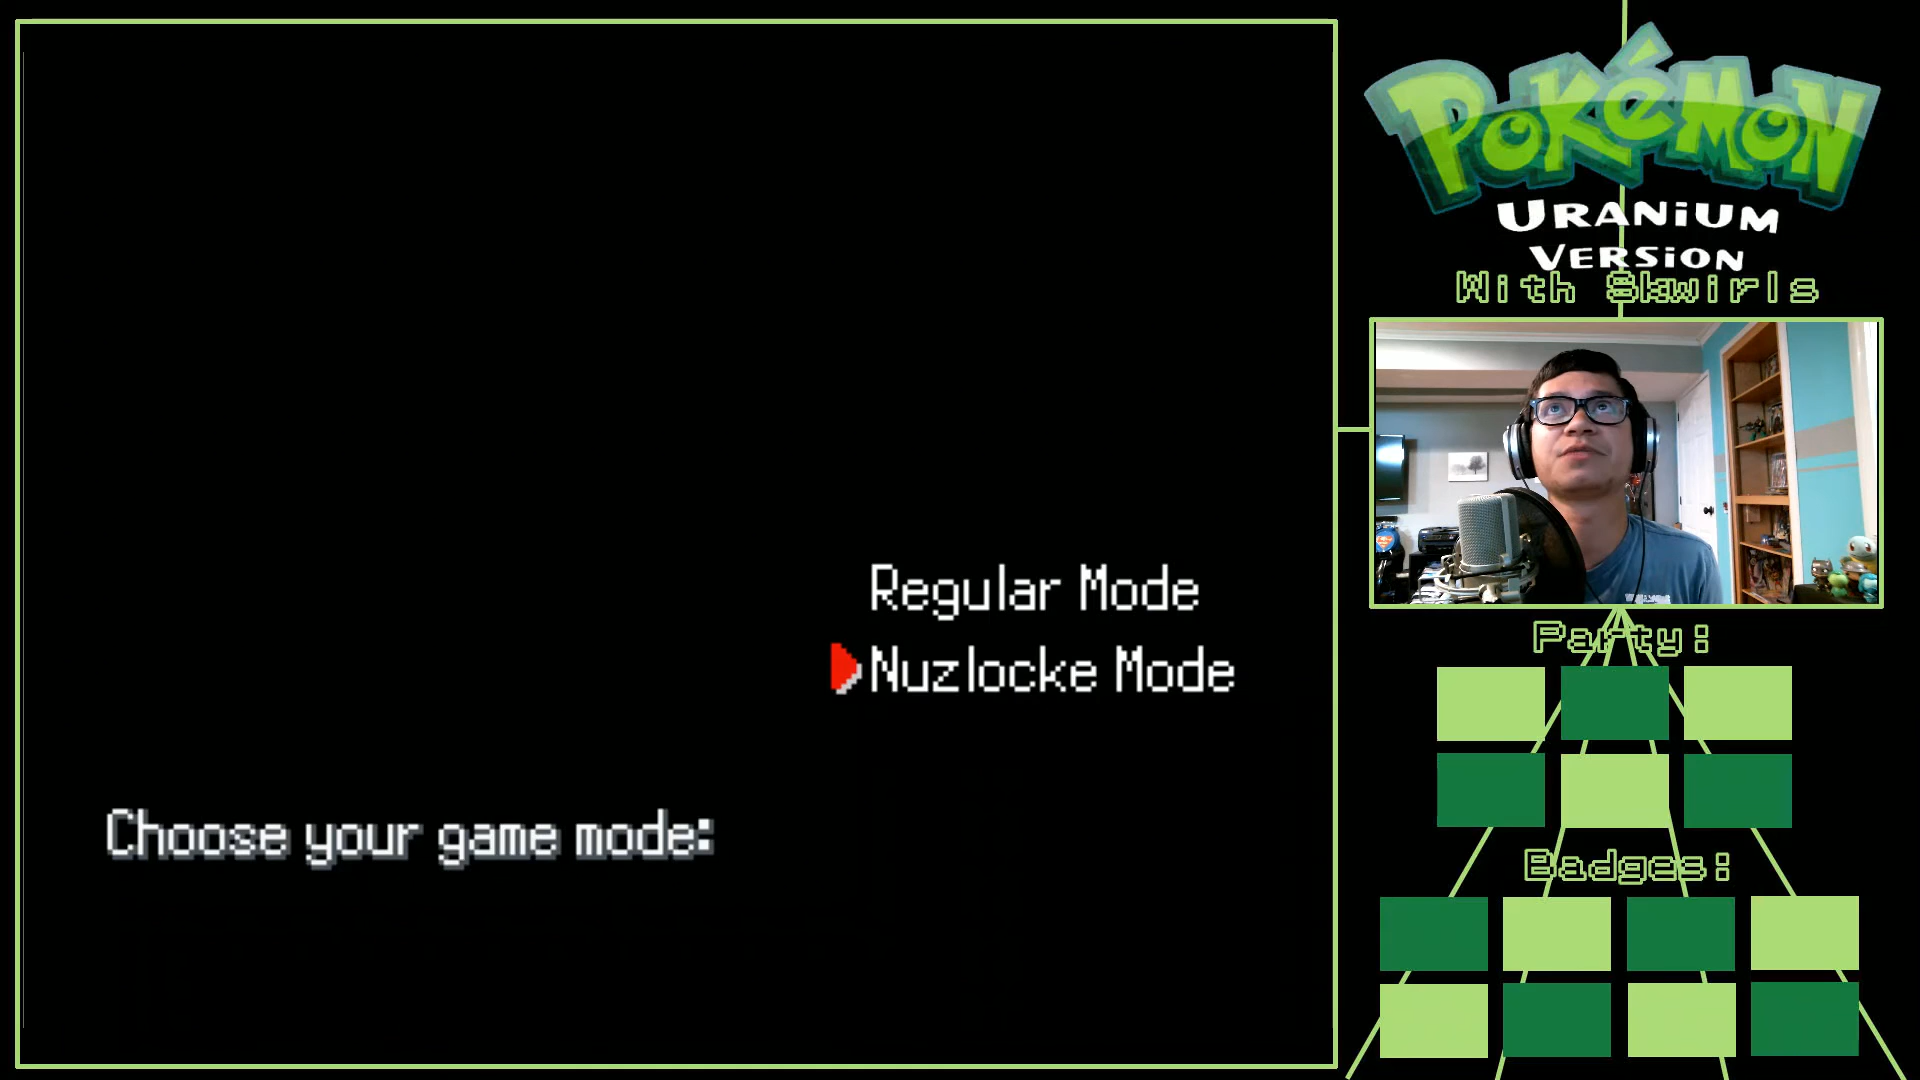 POKéMON
URANiUM
VERSiON
With Skwirls
Regular Mode
Nuzlocke Mode
Choose your game mode:
Party:
Badges: